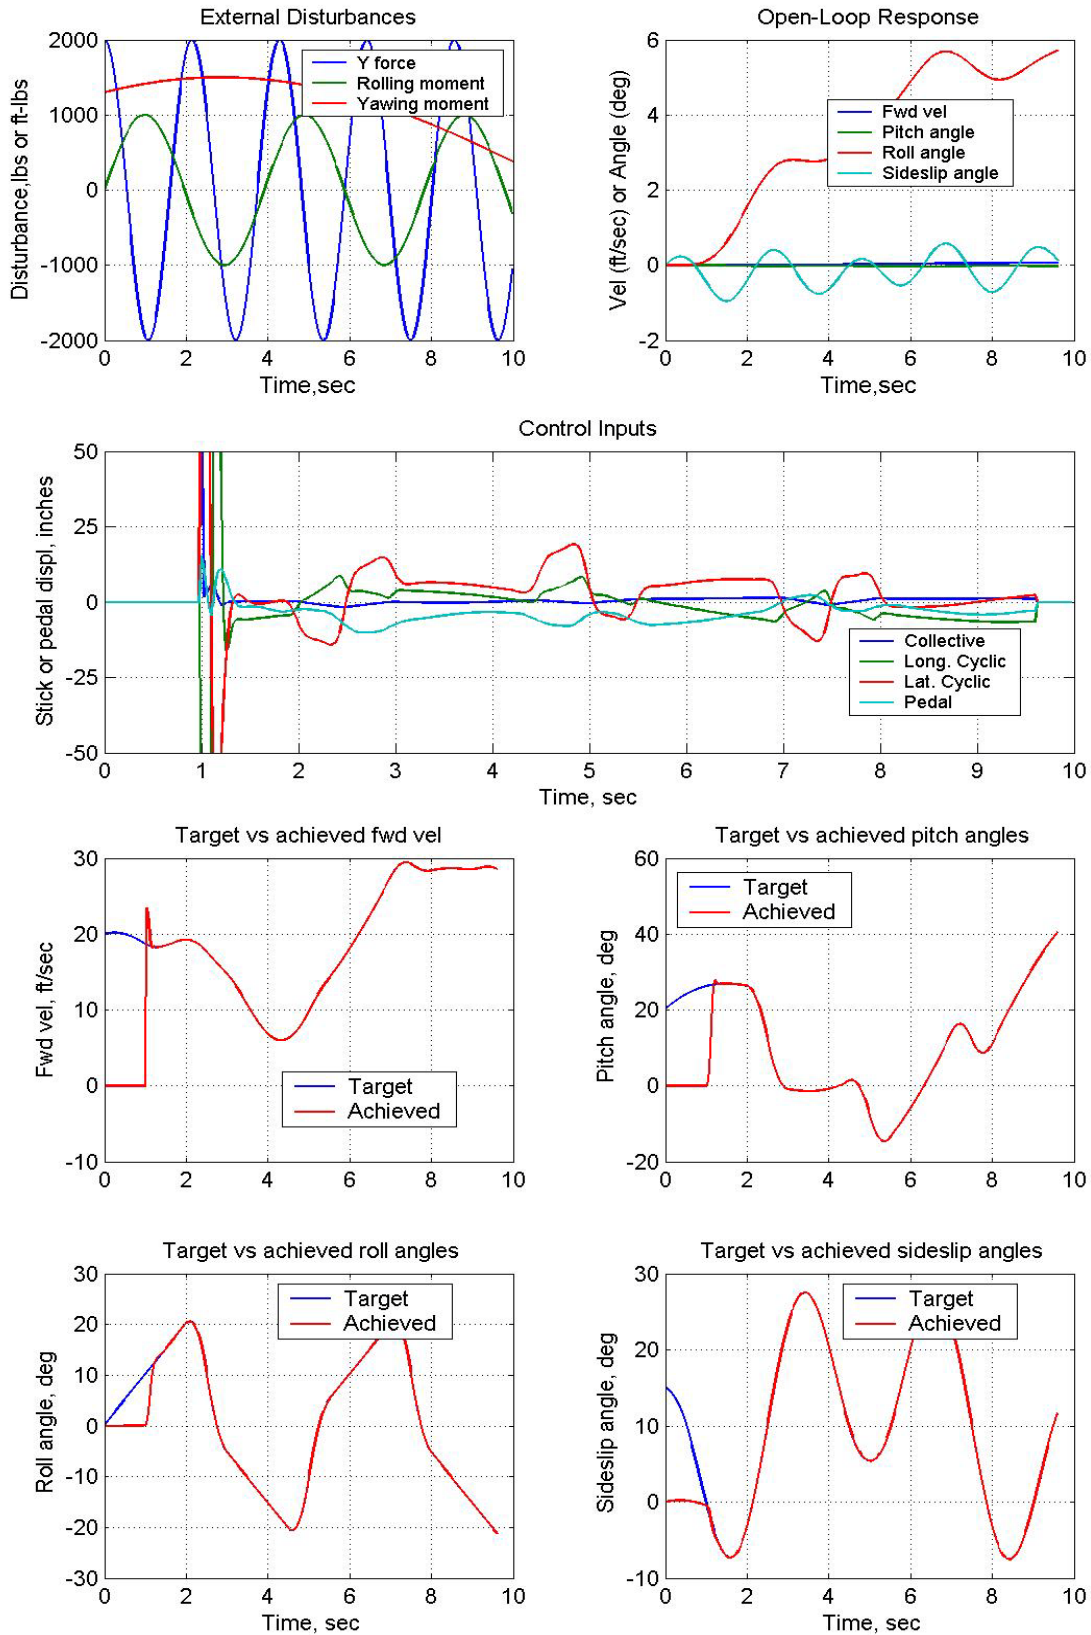 External Disturbances
2000
1000
0
-1000
-2000
0 2 4 6 8 10
Disturbance,lbs or ft-lbs
Time,sec
Y force
Rolling moment
Yawing moment
Open-Loop Response
6
4
2
0
-2
0 2 4 6 8 10
Vel (ft/sec) or Angle (deg)
Time,sec
Fwd vel
Pitch angle
Roll angle
Sideslip angle
Control Inputs
50
25
0
-25
-50
0 1 2 3 4 5 6 7 8 9 10
Stick or pedal displ, inches
Time, sec
Collective
Long. Cyclic
Lat. Cyclic
Pedal
Target vs achieved fwd vel
30
20
10
0
-10
0 2 4 6 8 10
Fwd vel, ft/sec
Target
Achieved
Target vs achieved pitch angles
60
40
20
0
-20
0 2 4 6 8 10
Pitch angle, deg
Target
Achieved
Target vs achieved roll angles
30
20
10
0
-10
-20
-30
0 2 4 6 8 10
Roll angle, deg
Time, sec
Target
Achieved
Target vs achieved sideslip angles
30
20
10
0
-10
0 2 4 6 8 10
Sideslip angle, deg
Time, sec
Target
Achieved